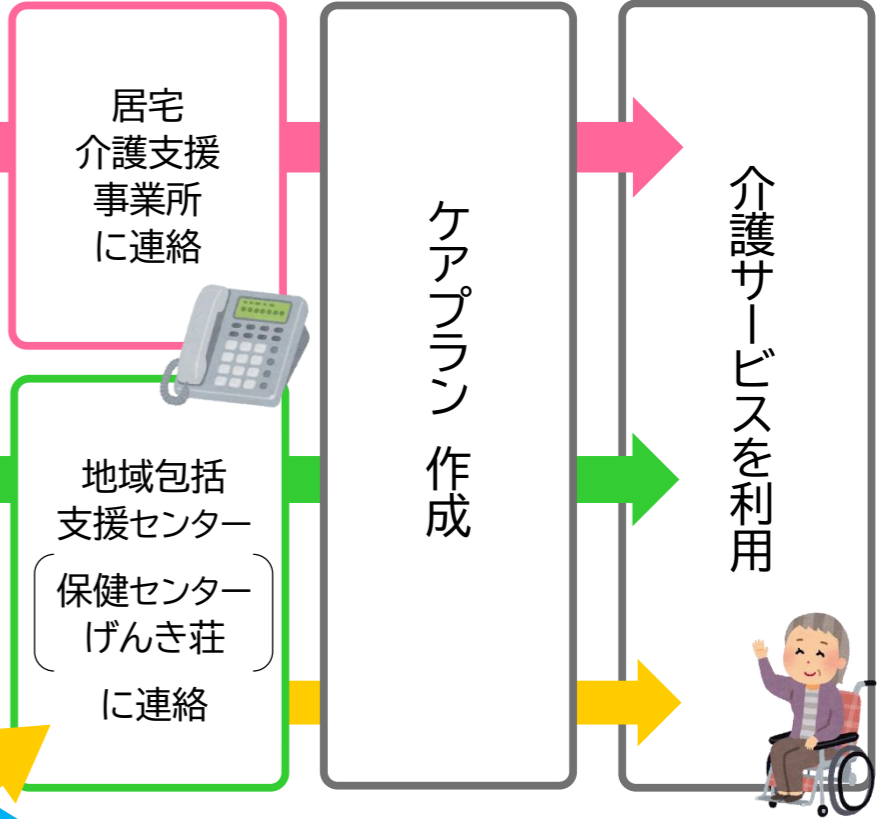 居宅
介護支援
事業所
に連絡
地域包括
支援センター
保健センター
げんき荘
に連絡
ケアプラン 作成
介護サービスを利用